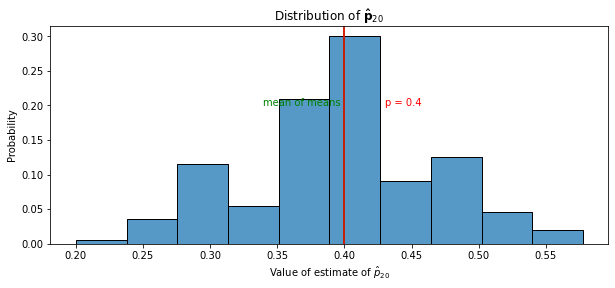 Distribution of p̂₂₀
Probability
0.30
0.25
0.20
0.15
0.10
0.05
0.00
mean of means
p = 0.4
0.20 0.25 0.30 0.35 0.40 0.45 0.50 0.55
Value of estimate of p̂₂₀